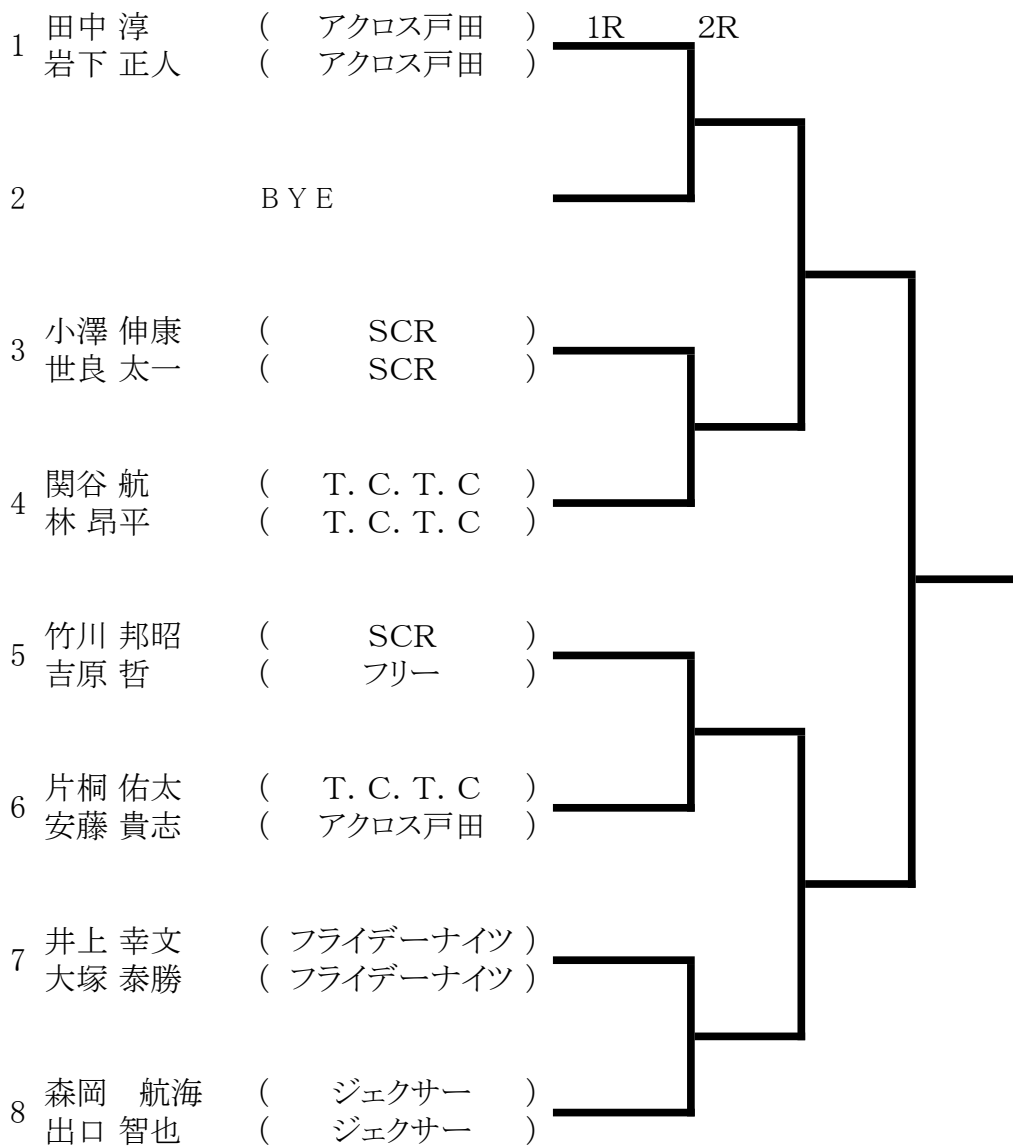 田中 淳 ( アクロス戸田 ) 1R 2R
1
岩下 正人 ( アクロス戸田 )
2 BYE
小澤 伸康 ( SCR )
3
世良 太一 ( SCR )
関谷 航 ( T. C. T. C )
4
林 昂平 ( T. C. T. C )
竹川 邦昭 ( SCR )
5
吉原 哲 ( フリー )
片桐 佑太 ( T. C. T. C )
6
安藤 貴志 ( アクロス戸田 )
井上 幸文 ( フライデーナイツ )
7
大塚 泰勝 ( フライデーナイツ )
森岡　航海 ( ジェクサー )
8
出口 智也 ( ジェクサー )